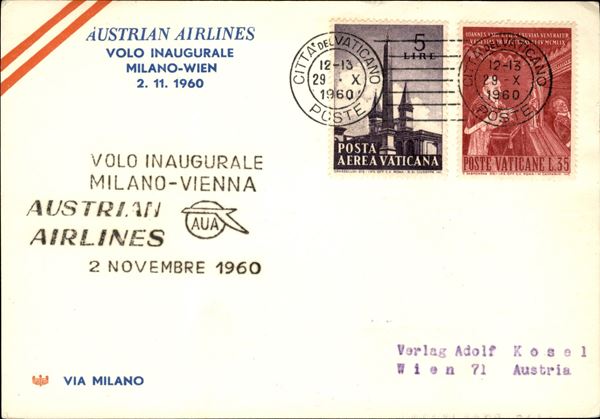 AUSTRIAN AIRLINES
VOLO INAUGURALE
MILANO-WIEN
2. 11. 1960
5
LIRE
POSTA
AEREA VATICANA
POSTE VATICANE L.35
CITTA' DEL VATICANO
12-13
29 · X
1960
POSTE
CITTA' DEL VATICANO
12-13
29 · X
1960
POSTE
VOLO INAUGURALE
MILANO-VIENNA
AUSTRIAN
AIRLINES
AUA
2 NOVEMBRE 1960
Verlag Adolf Kosel
Wien 71 Austria
VIA MILANO